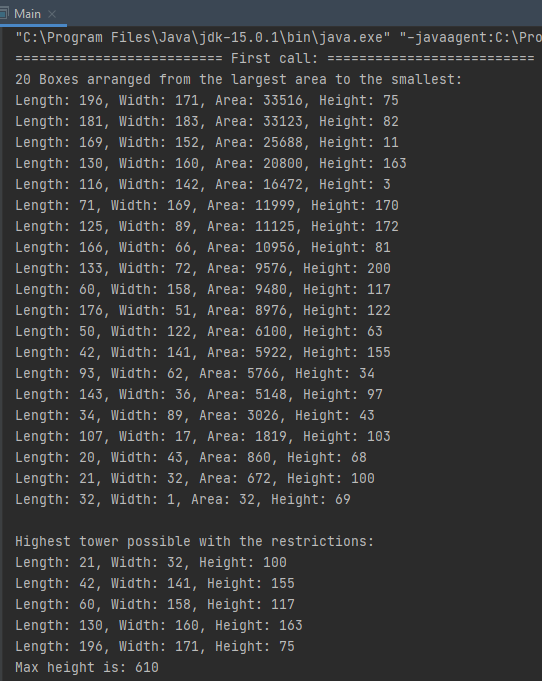 Main
"C:\Program Files\Java\jdk-15.0.1\bin\java.exe" "-javaagent:C:\Pro
========================== First call: ==========================
20 Boxes arranged from the largest area to the smallest:
Length: 196, Width: 171, Area: 33516, Height: 75
Length: 181, Width: 183, Area: 33123, Height: 82
Length: 169, Width: 152, Area: 25688, Height: 11
Length: 130, Width: 160, Area: 20800, Height: 163
Length: 116, Width: 142, Area: 16472, Height: 3
Length: 71, Width: 169, Area: 11999, Height: 170
Length: 125, Width: 89, Area: 11125, Height: 172
Length: 166, Width: 66, Area: 10956, Height: 81
Length: 133, Width: 72, Area: 9576, Height: 200
Length: 60, Width: 158, Area: 9480, Height: 117
Length: 176, Width: 51, Area: 8976, Height: 122
Length: 50, Width: 122, Area: 6100, Height: 63
Length: 42, Width: 141, Area: 5922, Height: 155
Length: 93, Width: 62, Area: 5766, Height: 34
Length: 143, Width: 36, Area: 5148, Height: 97
Length: 34, Width: 89, Area: 3026, Height: 43
Length: 107, Width: 17, Area: 1819, Height: 103
Length: 20, Width: 43, Area: 860, Height: 68
Length: 21, Width: 32, Area: 672, Height: 100
Length: 32, Width: 1, Area: 32, Height: 69
Highest tower possible with the restrictions:
Length: 21, Width: 32, Height: 100
Length: 42, Width: 141, Height: 155
Length: 60, Width: 158, Height: 117
Length: 130, Width: 160, Height: 163
Length: 196, Width: 171, Height: 75
Max height is: 610